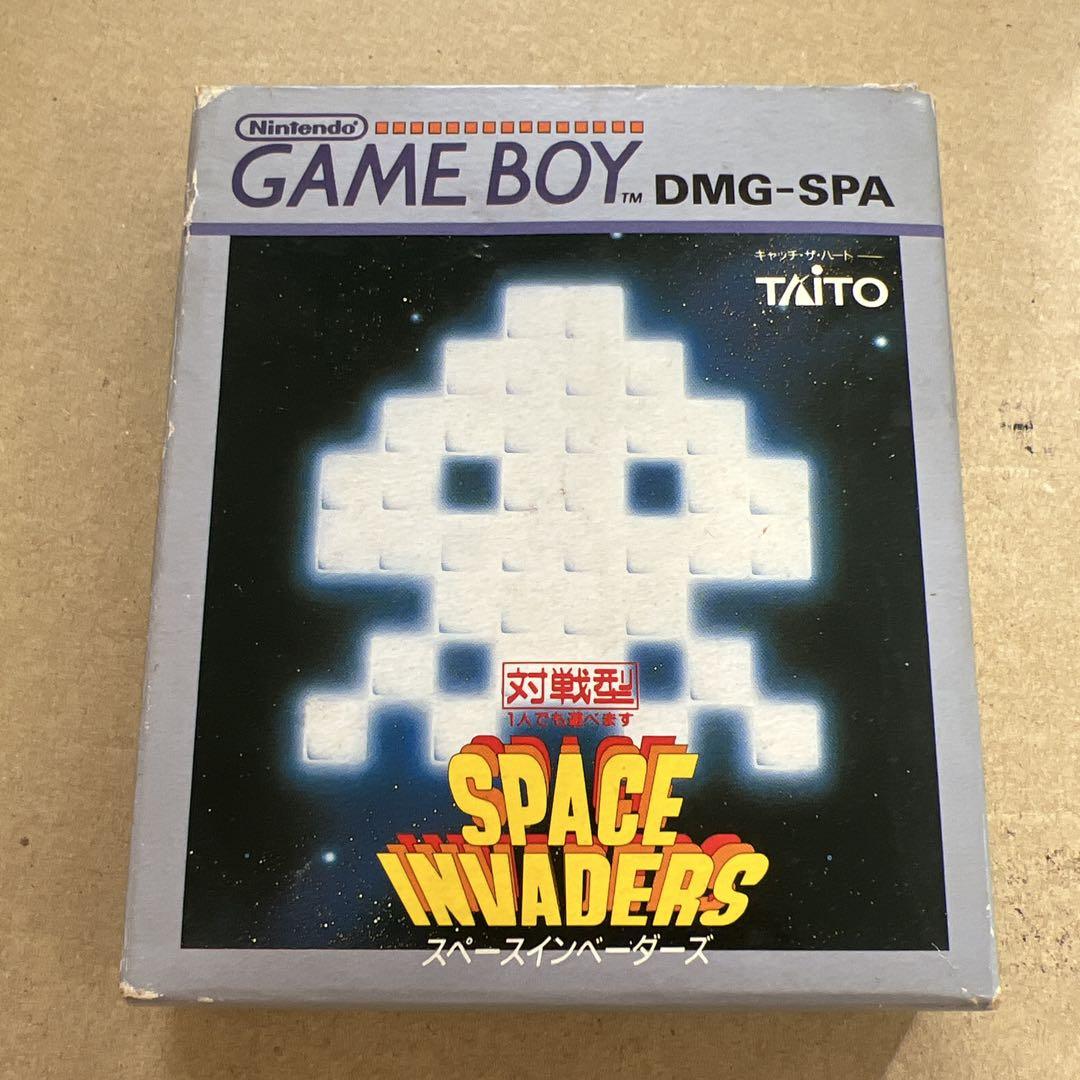 Nintendo
GAME BOY™ DMG-SPA
キャッチ・ザ・ハート
TAITO
対戦型
1人でも遊べます
SPACE
INVADERS
スペースインベーダーズ